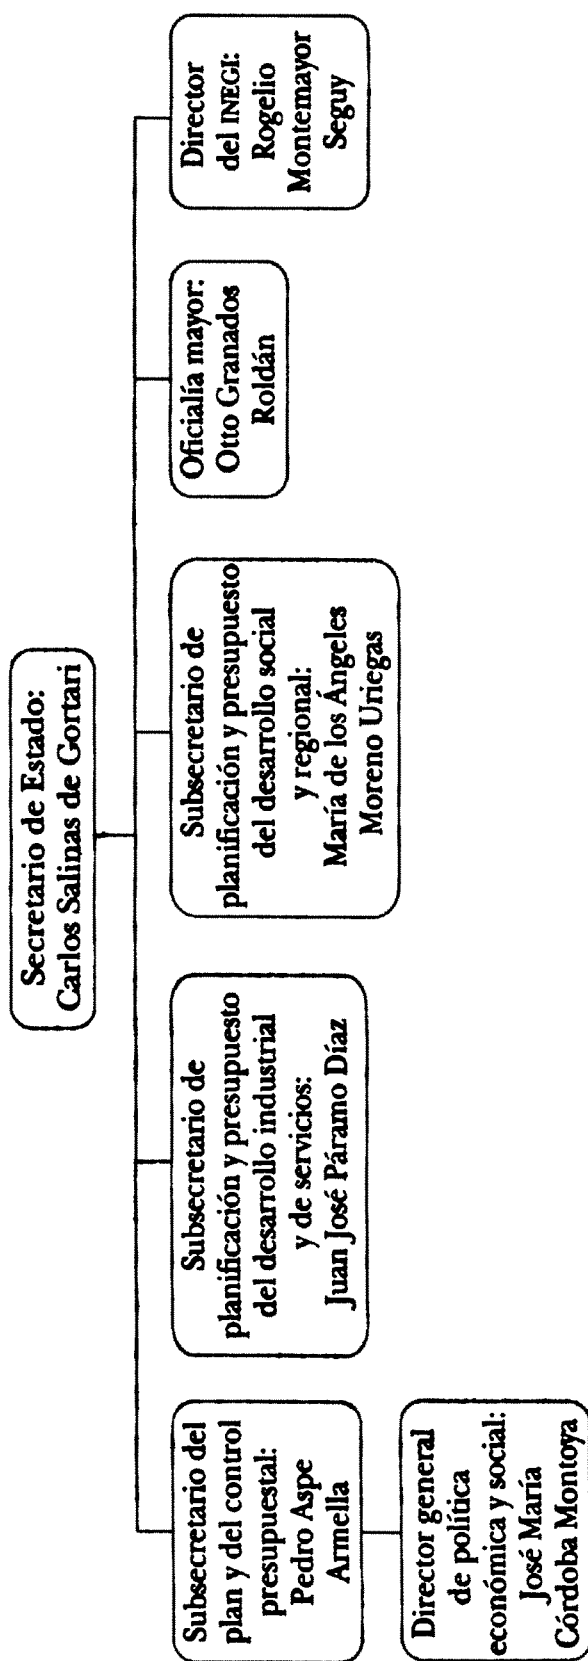 Secretario de Estado:
Carlos Salinas de Gortari
Subsecretario del
plan y del control
presupuestal:
Pedro Aspe
Armella
Subsecretario de
planificación y presupuesto
del desarrollo industrial
y de servicios:
Juan José Páramo Díaz
Subsecretario de
planificación y presupuesto
del desarrollo social
y regional:
María de los Ángeles
Moreno Uriegas
Oficialía mayor:
Otto Granados
Roldán
Director
del INEGI:
Rogelio
Montemayor
Seguy
Director general
de política
económica y social:
José María
Córdoba Montoya